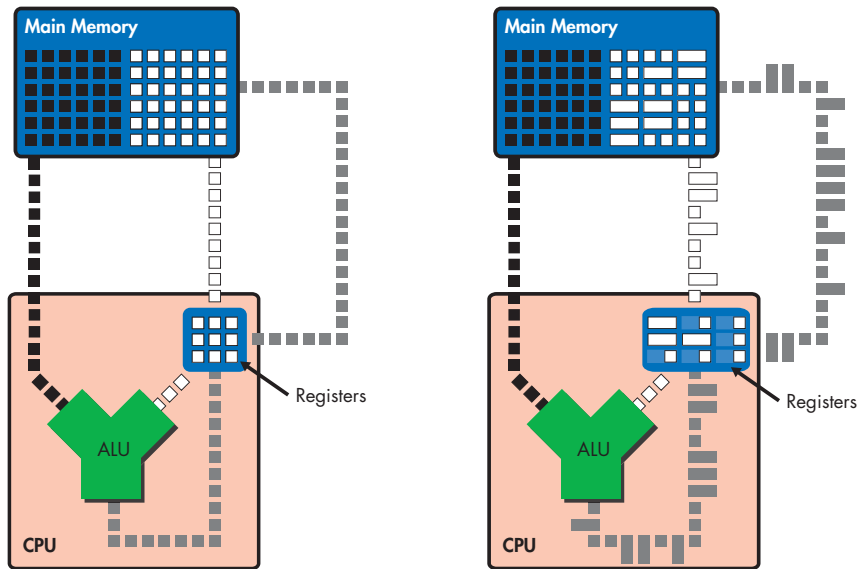 Main Memory
Registers
ALU
CPU
Main Memory
Registers
ALU
CPU